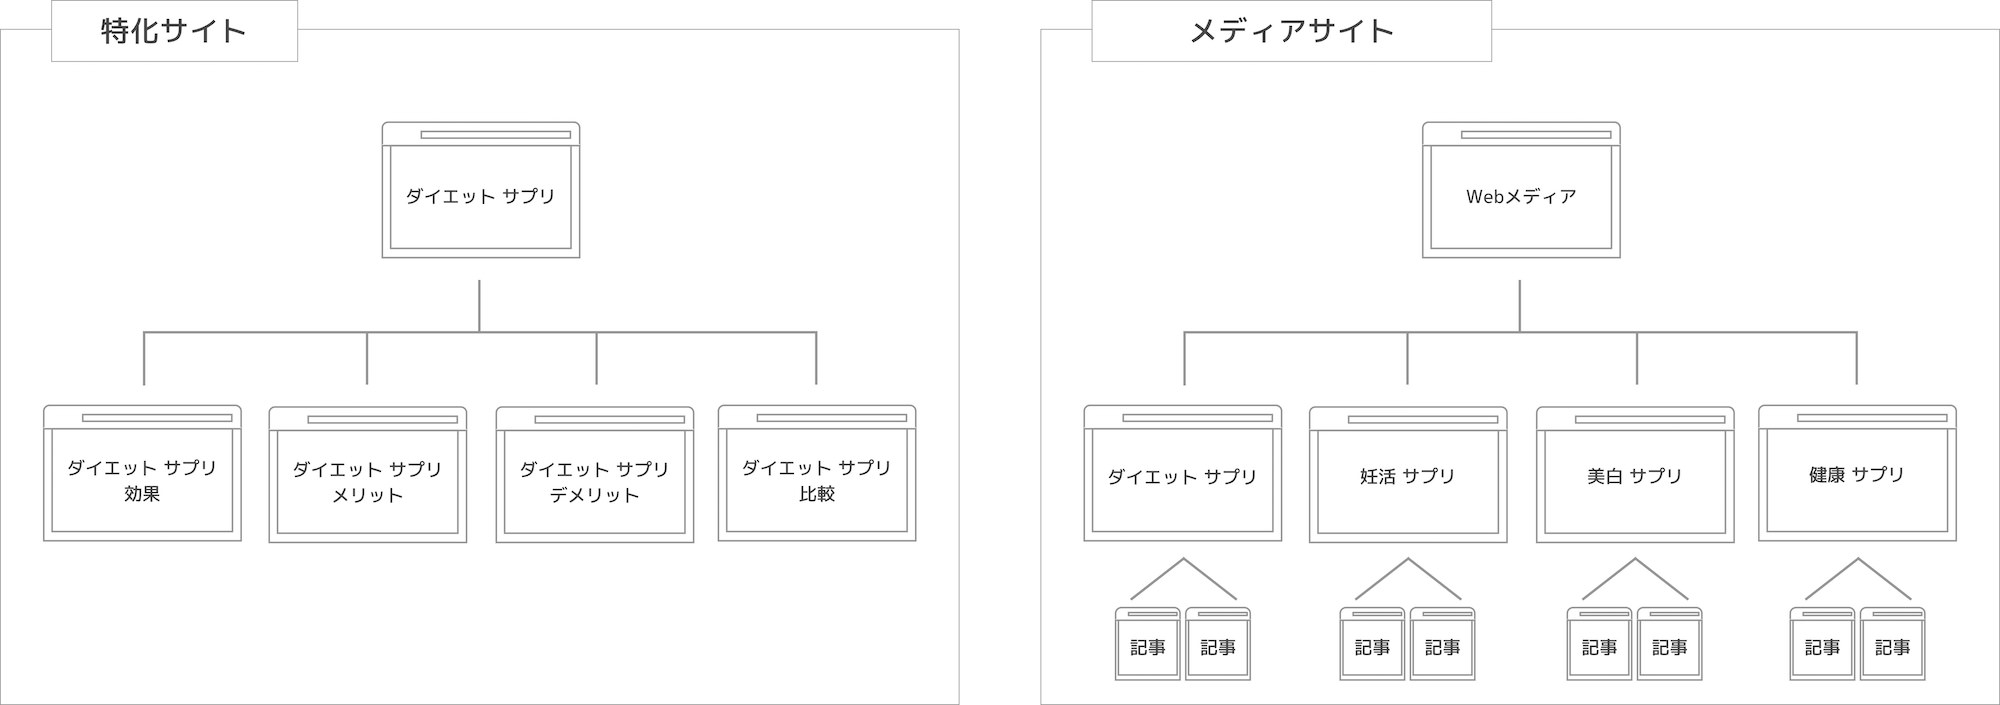 特化サイト
ダイエット サプリ
ダイエット サプリ
効果
ダイエット サプリ
メリット
ダイエット サプリ
デメリット
ダイエット サプリ
比較
メディアサイト
Webメディア
ダイエット サプリ
妊活 サプリ
美白 サプリ
健康 サプリ
記事
記事
記事
記事
記事
記事
記事
記事